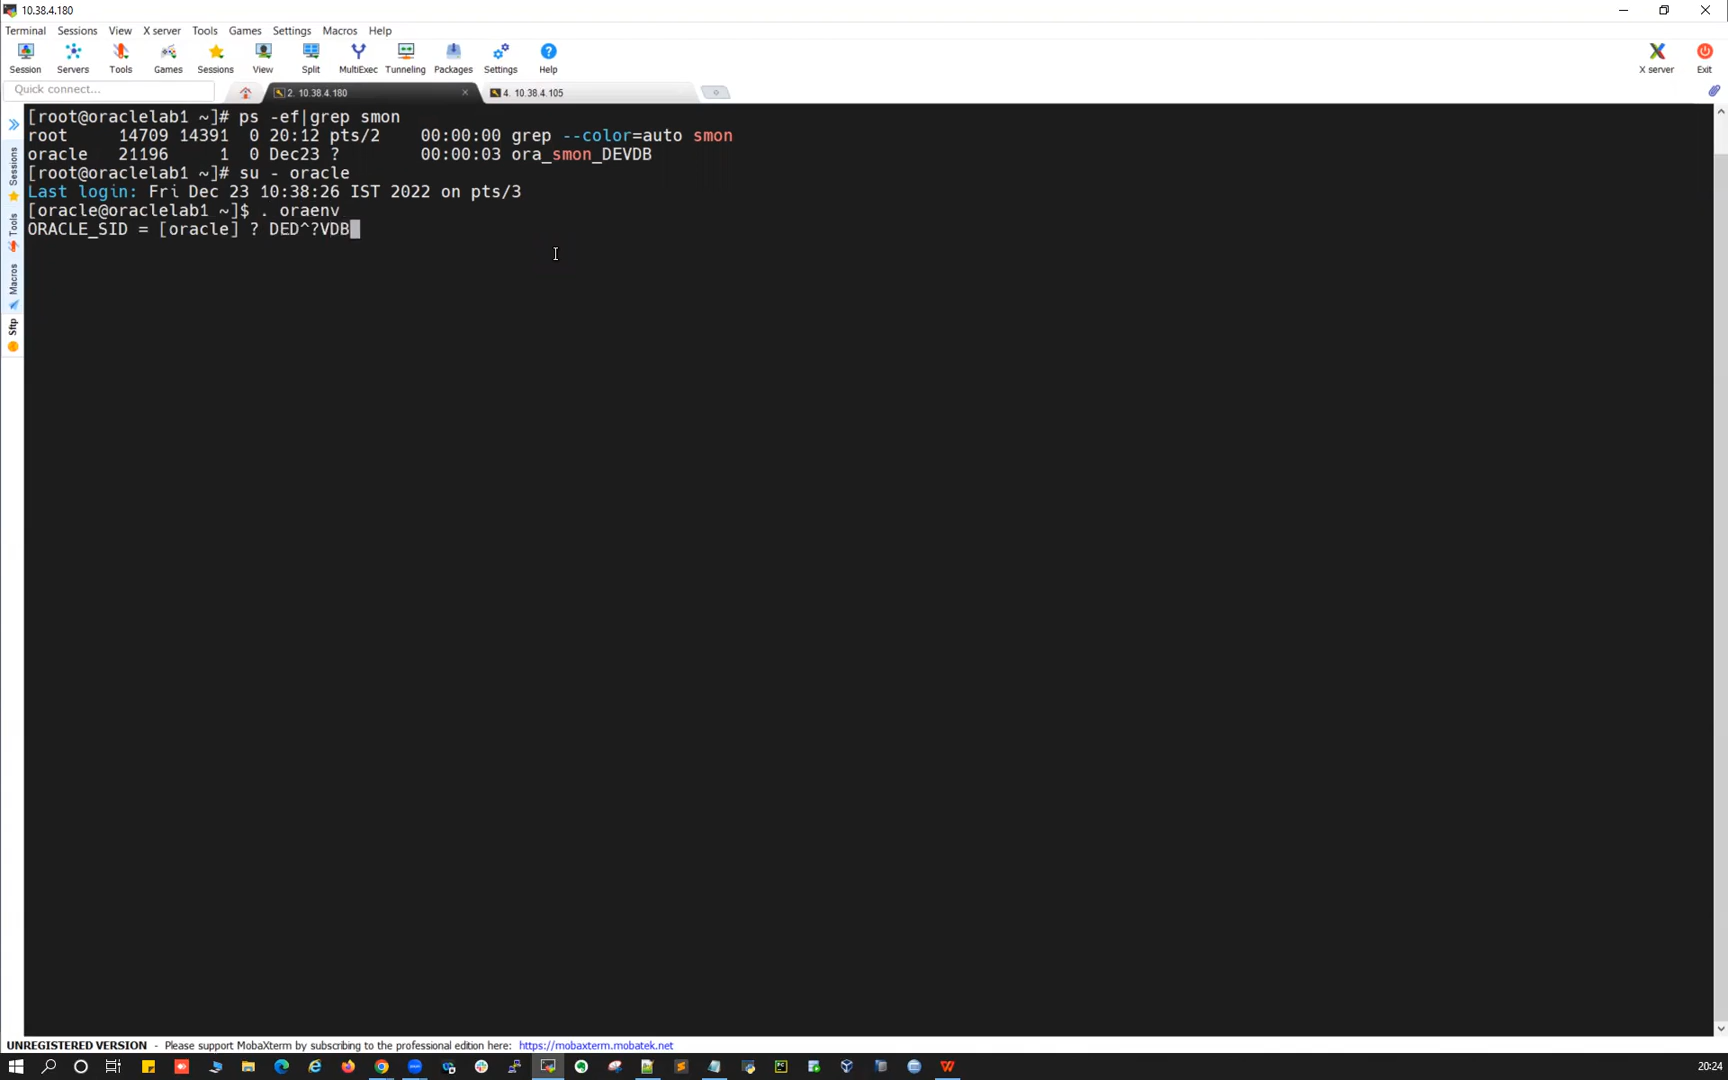 10.38.4.180
Terminal Sessions View X server Tools Games Settings Macros Help
Session Servers Tools Games Sessions View Split MultiExec Tunneling Packages Settings Help X server Exit
Quick connect...
2. 10.38.4.180
4. 10.38.4.105
Sessions
Tools
Macros
Sftp
[root@oraclelab1 ~]# ps -ef|grep smon
root     14709 14391  0 20:12 pts/2    00:00:00 grep --color=auto smon
oracle   21196     1  0 Dec23 ?        00:00:03 ora_smon_DEVDB
[root@oraclelab1 ~]# su - oracle
Last login: Fri Dec 23 10:38:26 IST 2022 on pts/3
[oracle@oraclelab1 ~]$ . oraenv
ORACLE_SID = [oracle] ? DED^?VDB
UNREGISTERED VERSION - Please support MobaXterm by subscribing to the professional edition here: https://mobaxterm.mobatek.net
20:24